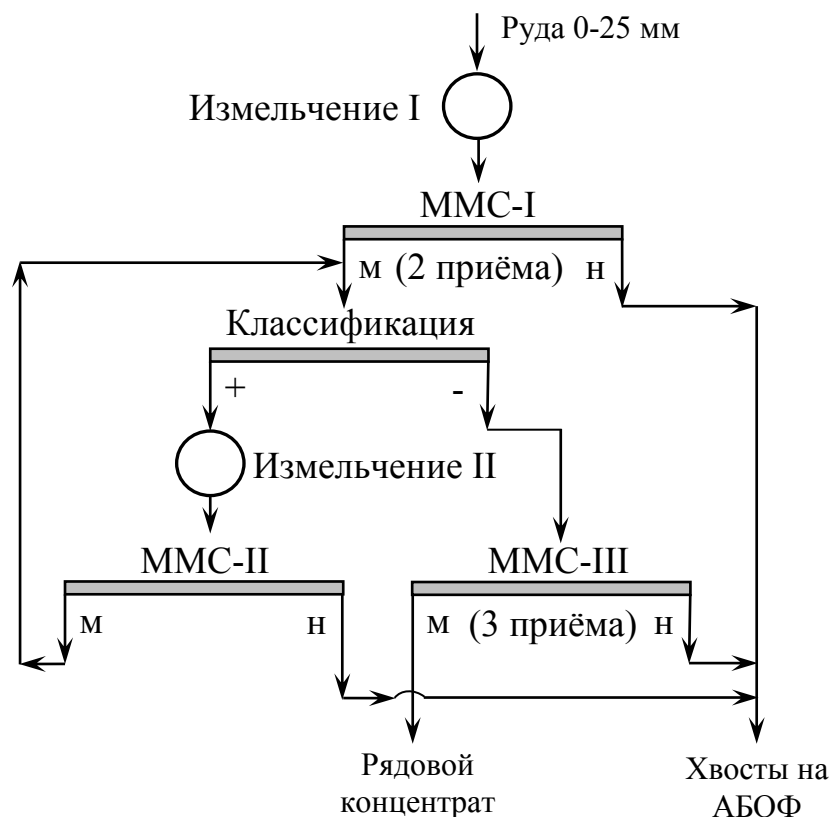 Руда 0-25 мм
Измельчение I
ММС-I
м (2 приёма) н
Классификация
+ -
Измельчение II
ММС-II ММС-III
м н м (3 приёма) н
Рядовой
концентрат
Хвосты на
АБОФ